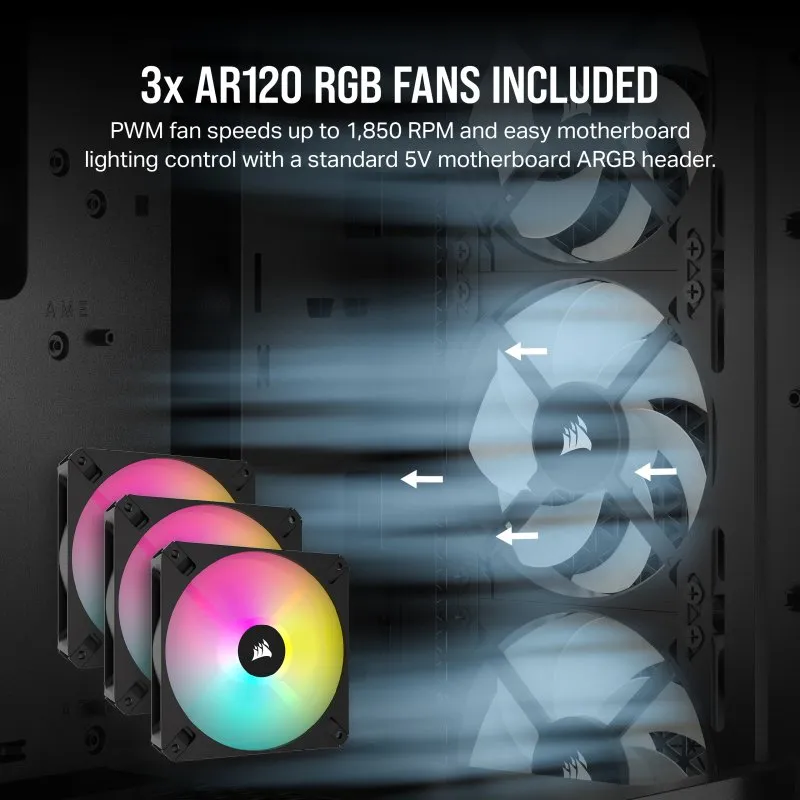 3x AR120 RGB FANS INCLUDED
PWM fan speeds up to 1,850 RPM and easy motherboard
lighting control with a standard 5V motherboard ARGB header.
AME